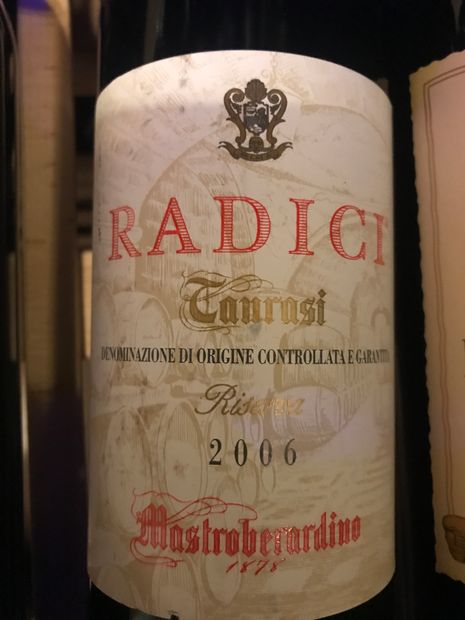 RADICI
Taurasi
DENOMINAZIONE DI ORIGINE CONTROLLATA E GARANTITA
Riserva
2006
Mastroberardino
1878